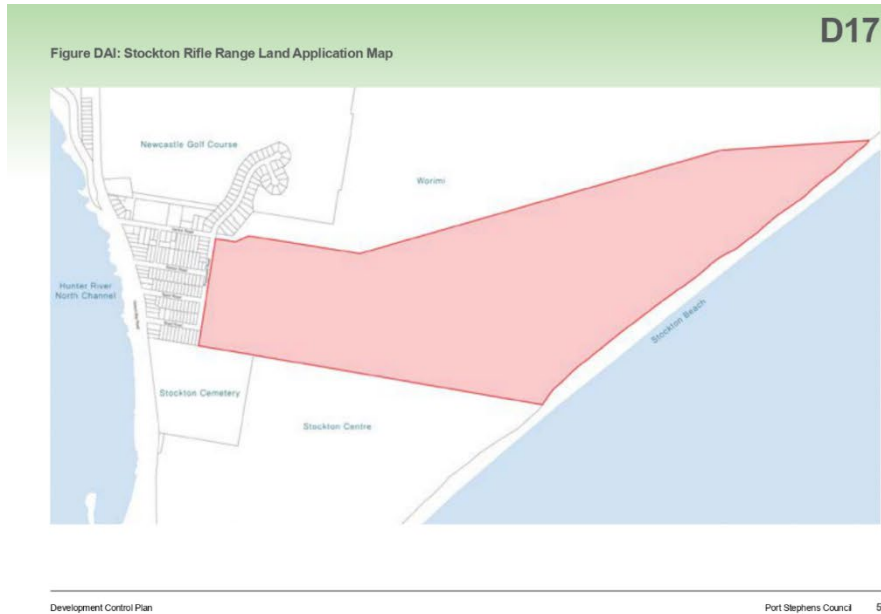 D17
Figure DAI: Stockton Rifle Range Land Application Map
Newcastle Golf Course
Worimi
Hunter River
North Channel
Stockton Beach
Stockton Cemetery
Stockton Centre
Development Control Plan
Port Stephens Council